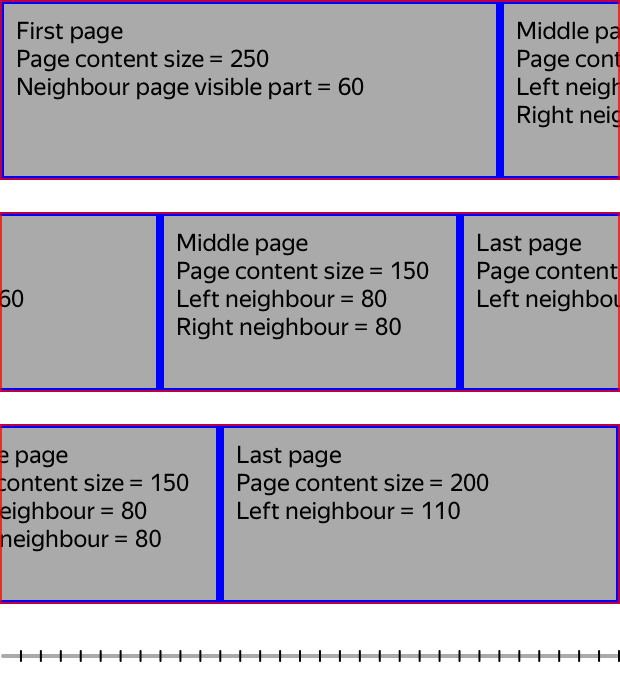 First page
Page content size = 250
Neighbour page visible part = 60
Middle pa
Page cont
Left neigh
Right neig
60
Middle page
Page content size = 150
Left neighbour = 80
Right neighbour = 80
Last page
Page content
Left neighbou
e page
content size = 150
eighbour = 80
neighbour = 80
Last page
Page content size = 200
Left neighbour = 110